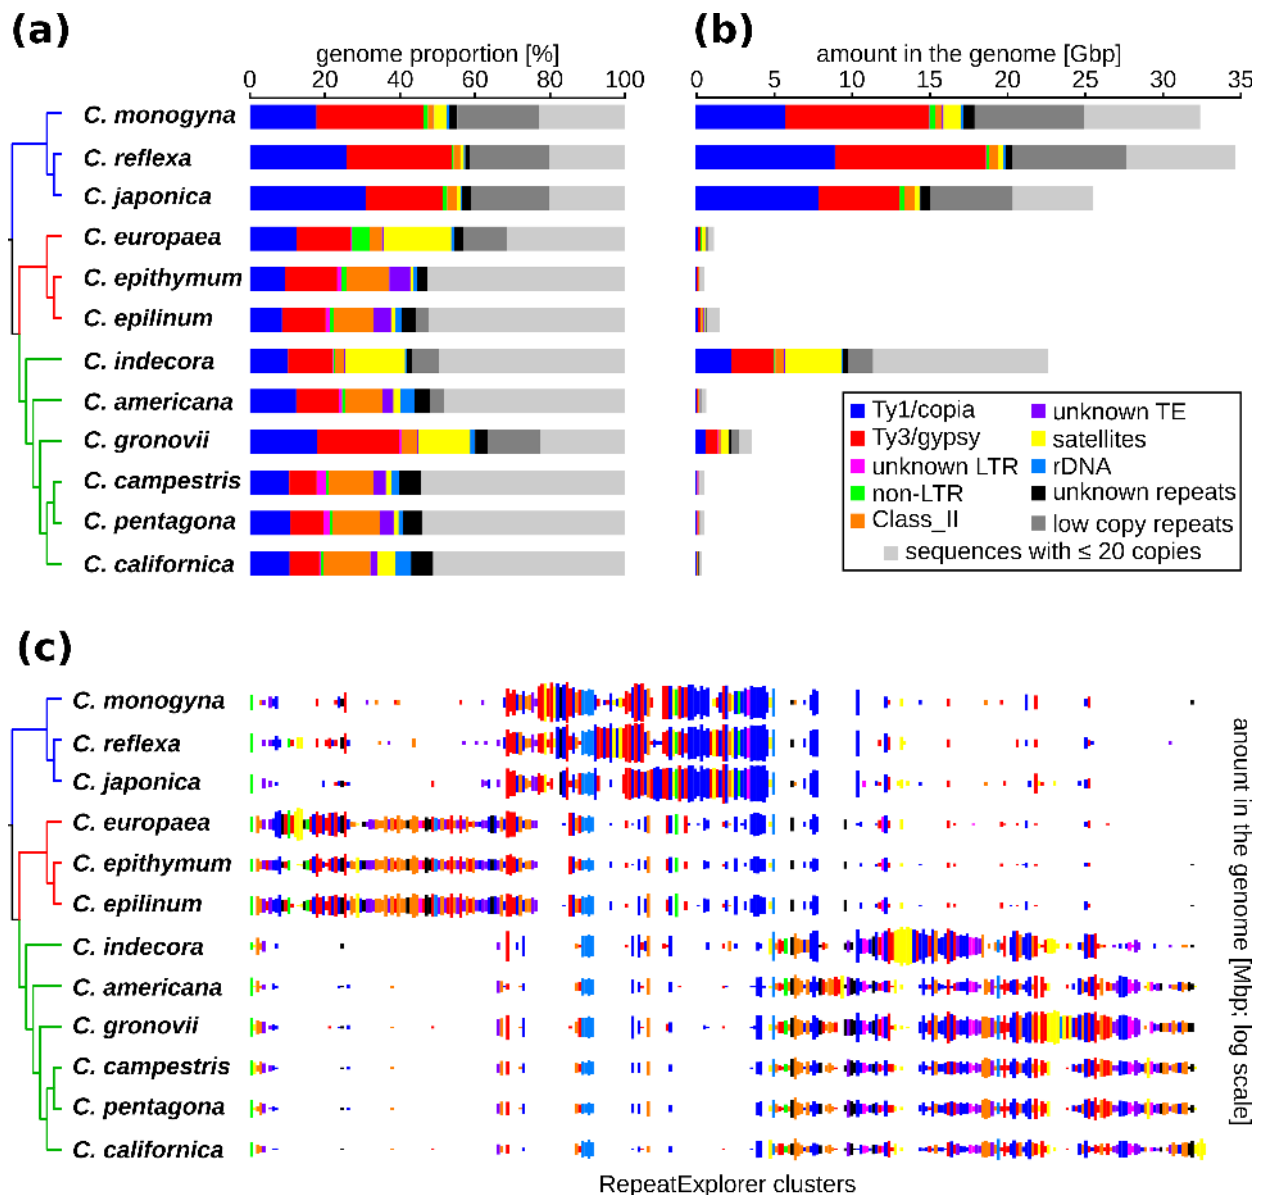 (a)
genome proportion [%]
0 20 40 60 80 100
(b)
amount in the genome [Gbp]
0 5 10 15 20 25 30 35
C. monogyna
C. reflexa
C. japonica
C. europaea
C. epithymum
C. epilinum
C. indecora
C. americana
C. gronovii
C. campestris
C. pentagona
C. californica
Ty1/copia
Ty3/gypsy
unknown LTR
non-LTR
Class_II
unknown TE
satellites
rDNA
unknown repeats
low copy repeats
sequences with ≤ 20 copies
(c)
C. monogyna
C. reflexa
C. japonica
C. europaea
C. epithymum
C. epilinum
C. indecora
C. americana
C. gronovii
C. campestris
C. pentagona
C. californica
anount in the genome [Mbp; log scale]
RepeatExplorer clusters